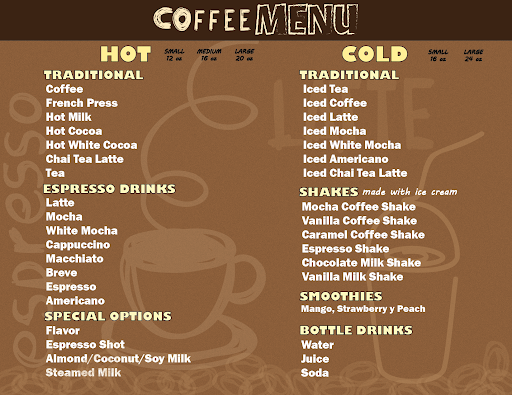 COFFEE MENU
HOT SMALL 12 oz MEDIUM 16 oz LARGE 20 oz
TRADITIONAL
Coffee
French Press
Hot Milk
Hot Cocoa
Hot White Cocoa
Chai Tea Latte
Tea
ESPRESSO DRINKS
Latte
Mocha
White Mocha
Cappuccino
Macchiato
Breve
Espresso
Americano
SPECIAL OPTIONS
Flavor
Espresso Shot
Almond/Coconut/Soy Milk
Steamed Milk
COLD SMALL 16 oz LARGE 24 oz
TRADITIONAL
Iced Tea
Iced Coffee
Iced Latte
Iced Mocha
Iced White Mocha
Iced Americano
Iced Chai Tea Latte
SHAKES made with ice cream
Mocha Coffee Shake
Vanilla Coffee Shake
Caramel Coffee Shake
Espresso Shake
Chocolate Milk Shake
Vanilla Milk Shake
SMOOTHIES
Mango, Strawberry y Peach
BOTTLE DRINKS
Water
Juice
Soda
espresso
LATTE